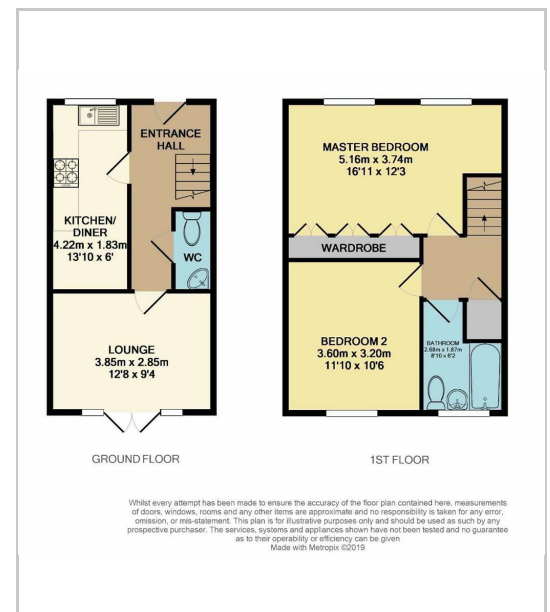 ENTRANCE
HALL
KITCHEN/
DINER
4.22m x 1.83m
13'10 x 6'
WC
LOUNGE
3.85m x 2.85m
12'8 x 9'4
GROUND FLOOR
MASTER BEDROOM
5.16m x 3.74m
16'11 x 12'3
WARDROBE
BEDROOM 2
3.60m x 3.20m
11'10 x 10'6
BATHROOM
2.68m x 1.87m
8'10 x 6'2
1ST FLOOR
Whilst every attempt has been made to ensure the accuracy of the floor plan contained here, measurements
of doors, windows, rooms and any other items are approximate and no responsibility is taken for any error,
omission, or mis-statement. This plan is for illustrative purposes only and should be used as such by any
prospective purchaser. The services, systems and appliances shown have not been tested and no guarantee
as to their operability or efficiency can be given
Made with Metropix ©2019